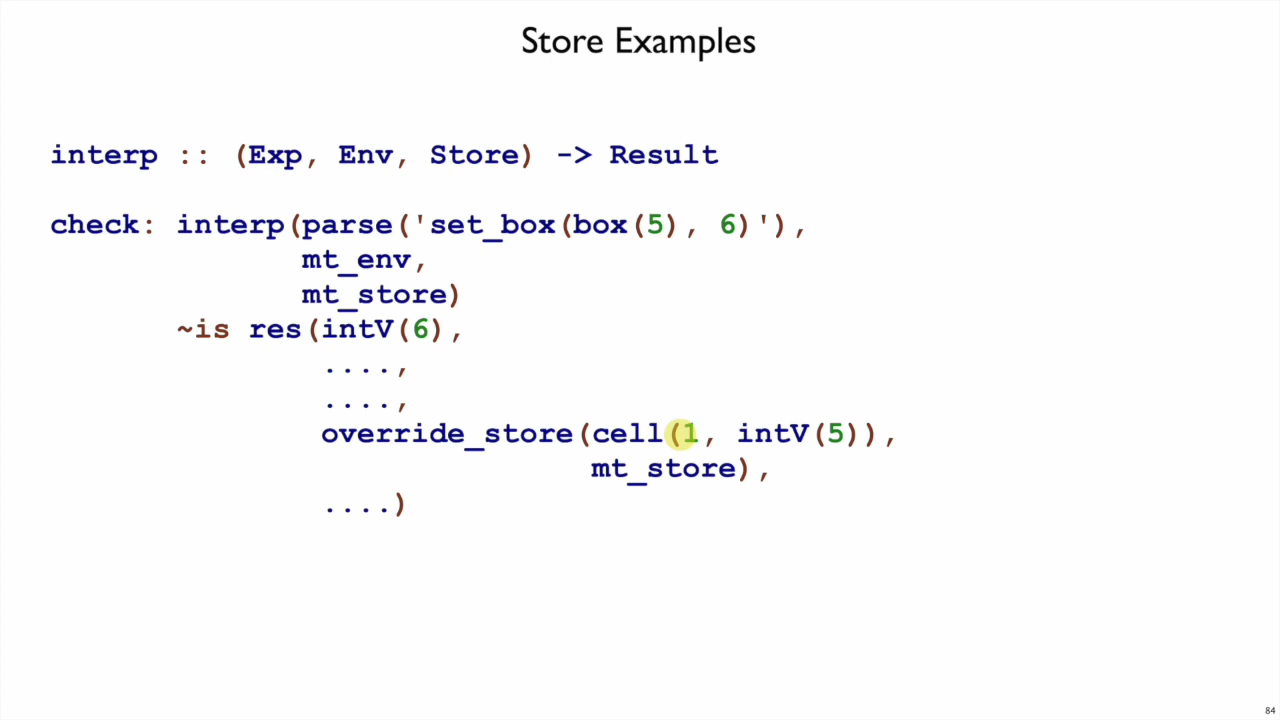 Store Examples
interp :: (Exp, Env, Store) -> Result
check: interp(parse('set_box(box(5), 6)'),
mt_env,
mt_store)
~is res(intV(6),
....,
....,
override_store(cell(1, intV(5)),
mt_store),
....)
84